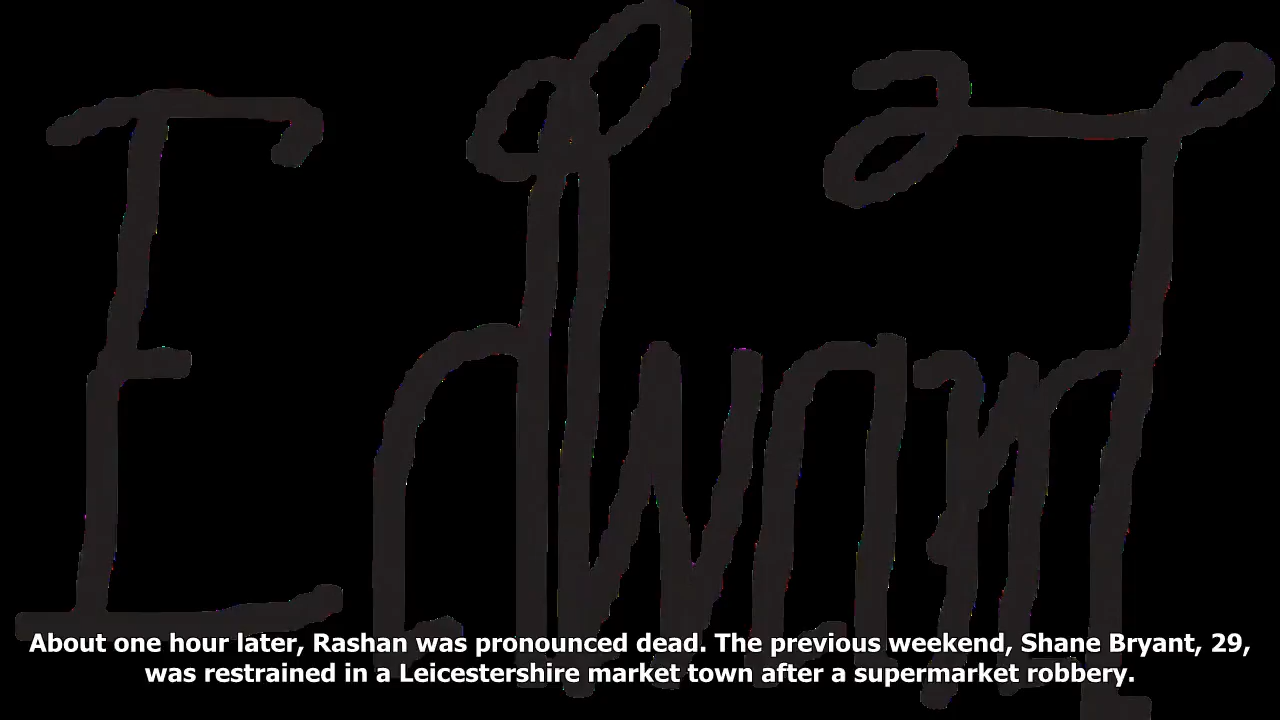 Edward
About one hour later, Rashan was pronounced dead. The previous weekend, Shane Bryant, 29,
was restrained in a Leicestershire market town after a supermarket robbery.